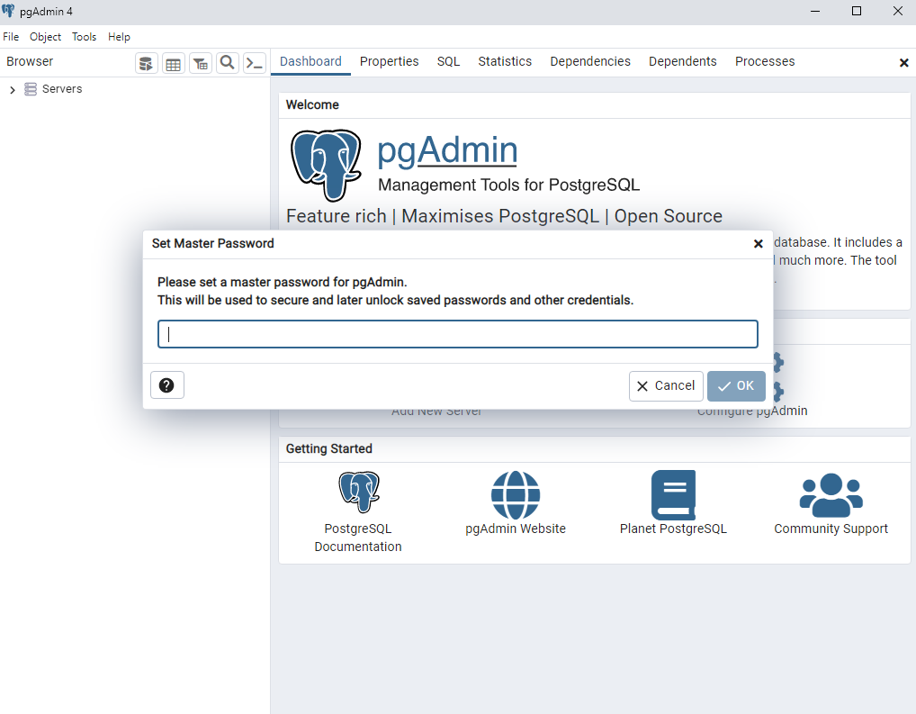 pgAdmin 4
File Object Tools Help
Browser
Dashboard Properties SQL Statistics Dependencies Dependents Processes
Servers
Welcome
pgAdmin
Management Tools for PostgreSQL
Feature rich | Maximises PostgreSQL | Open Source
database. It includes a
much more. The tool
Set Master Password
Please set a master password for pgAdmin.
This will be used to secure and later unlock saved passwords and other credentials.
Cancel OK
Add New Server Configure pgAdmin
Getting Started
PostgreSQL
Documentation
pgAdmin Website
Planet PostgreSQL
Community Support